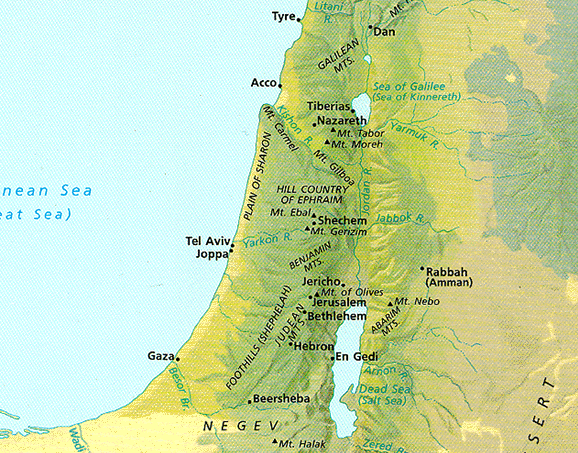 Litani
R.
Mt.
Tyre
Dan
GALILEAN
MTS.
Acco
Sea of Galilee
(Sea of Kinnereth)
Tiberias
Kishon R.
Nazareth
Mt. Carmel
Mt. Tabor
Yarmuk R.
Mt. Moreh
Mt. Gilboa
PLAIN OF SHARON
nean Sea
eat Sea)
HILL COUNTRY
OF EPHRAIM
Jordan R.
Mt. Ebal
Shechem
Jabbok R.
Mt. Gerizim
Tel Aviv
Yarkon R.
Joppa
BENJAMIN
MTS.
Rabbah
(Amman)
Jericho
Mt. of Olives
Jerusalem
Mt. Nebo
Bethlehem
ABARIM
MTS.
FOOTHILLS (SHEPHELAH)
JUDEAN
MTS.
Hebron
Gaza
En Gedi
Besor Br.
Arnon R.
Dead Sea
(Salt Sea)
Beersheba
NEGEV
Mt. Halak
Zered Br.
Wadi
SERT